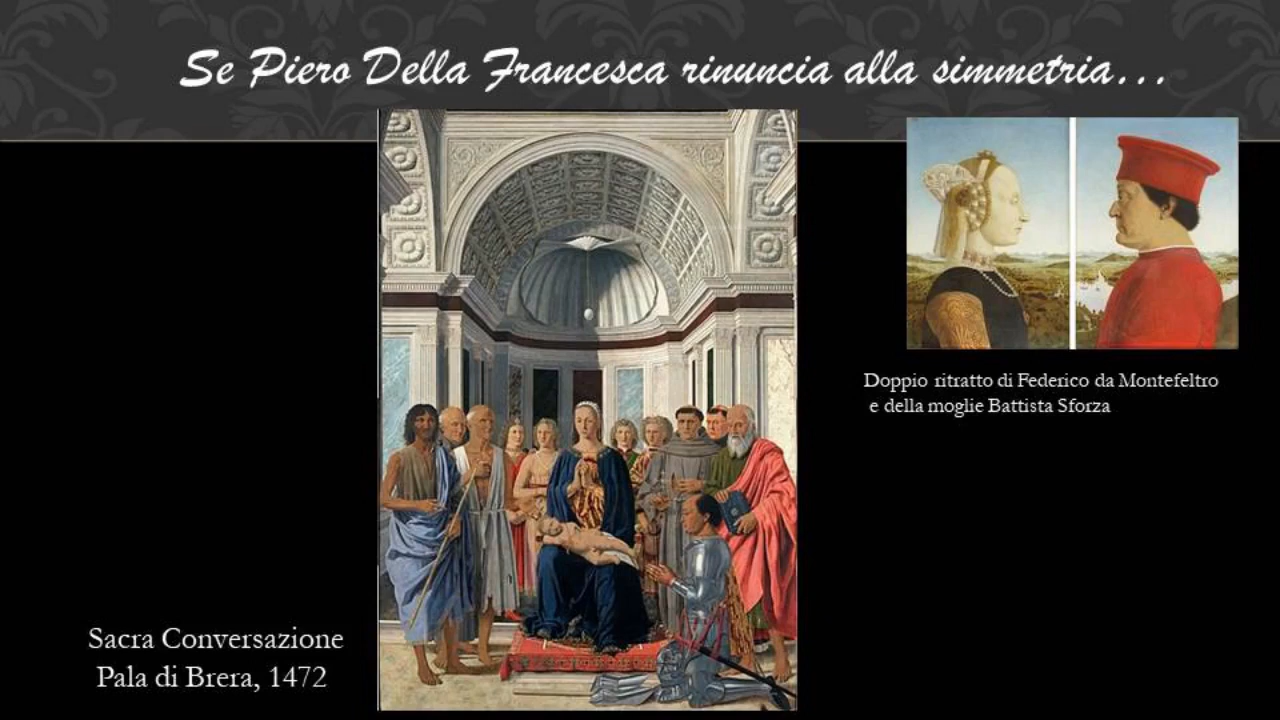 Se Piero Della Francesca rinuncia alla simmetria...
Doppio ritratto di Federico da Montefeltro
e della moglie Battista Sforza
Sacra Conversazione
Pala di Brera, 1472